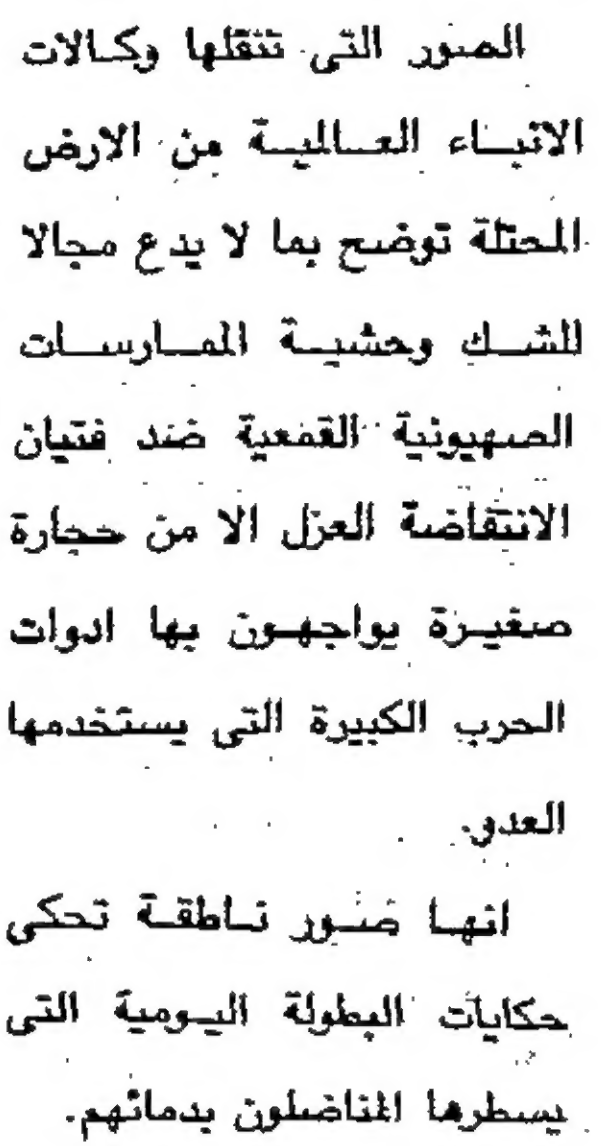 الصور التى تنقلها وكالات
الانباء العالمية من الارض
المحتلة توضح بما لا يدع مجالا
للشك وحشية الممارسات
الصهيونية القمعية ضد فتيان
الانتفاضة العزل الا من حجارة
صغيرة يواجهون بها ادوات
الحرب الكبيرة التى يستخدمها
العدو.
انها صور ناطقة تحكى
حكايات البطولة اليومية التى
يسطرها المناضلون بدمائهم.